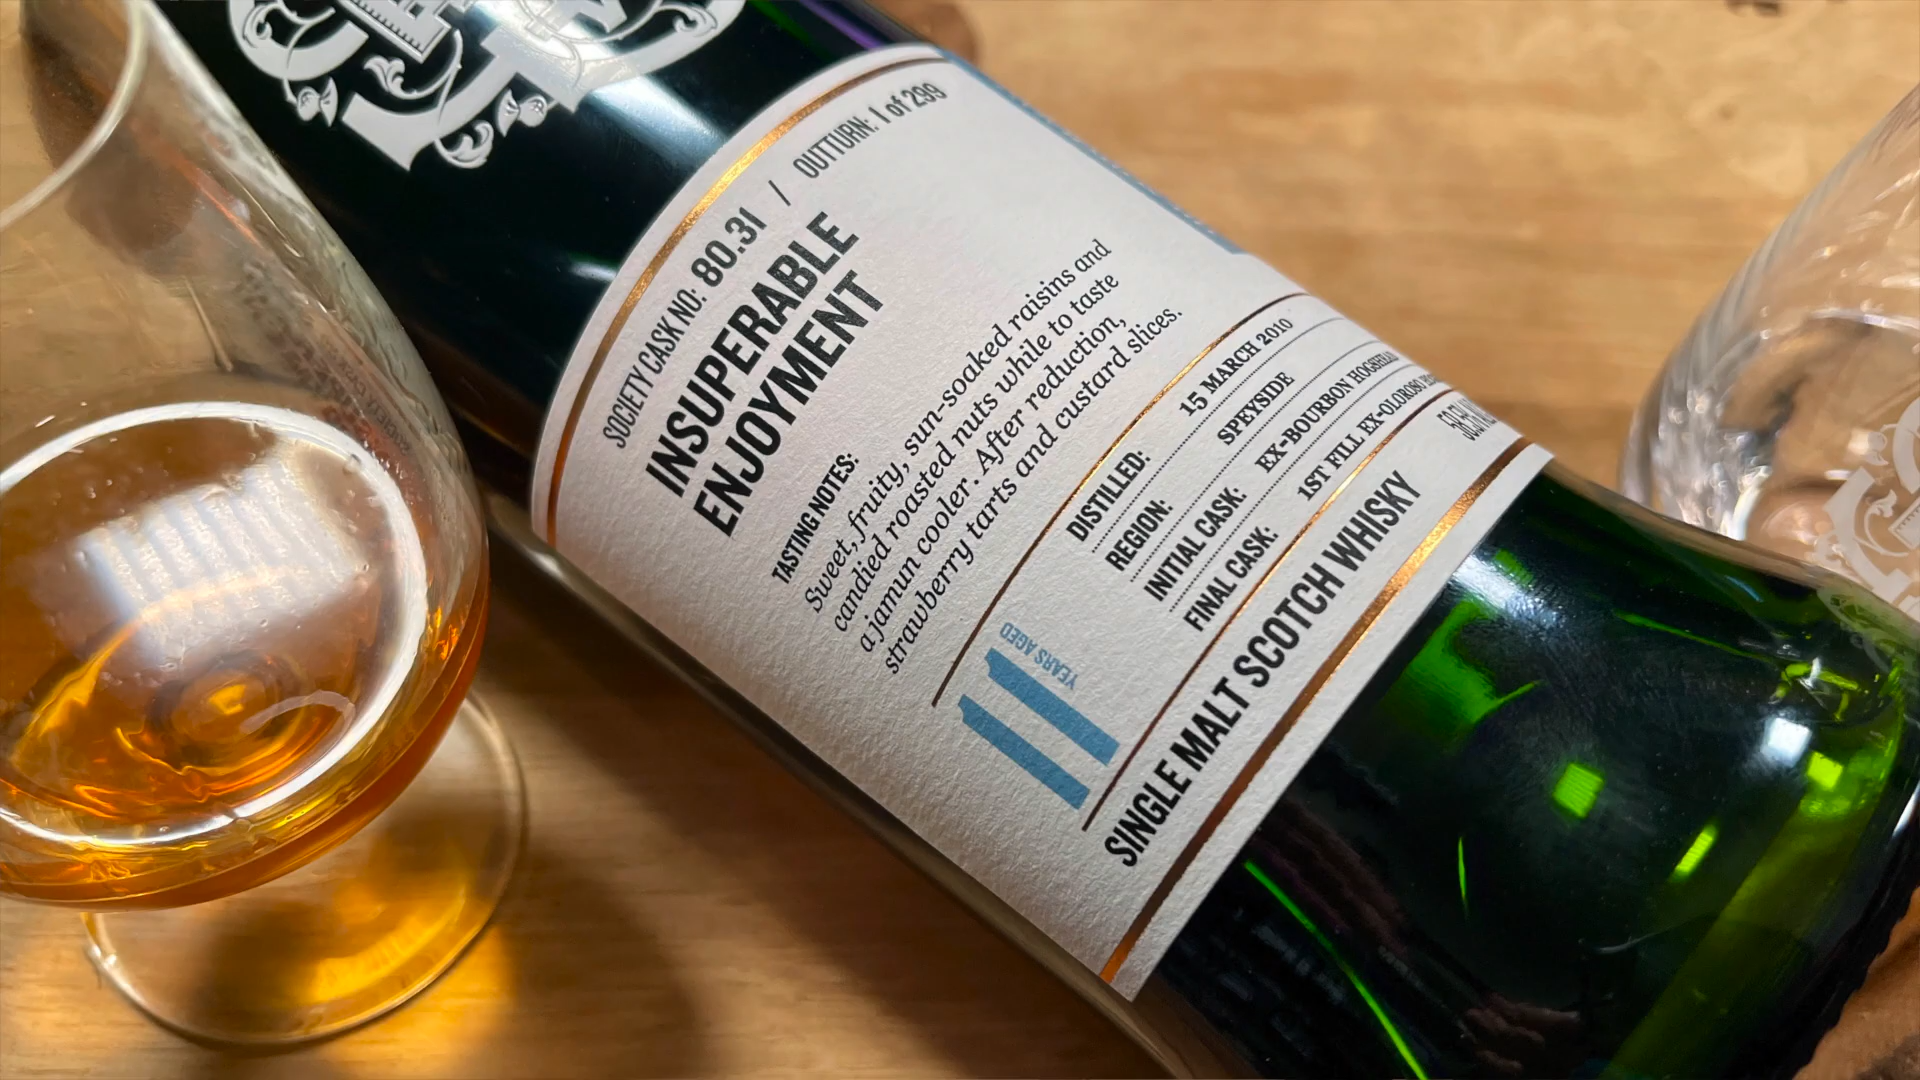 SOCIETY CASK NO: 80.31 / OUTTURN: 1 of 299
INSUPERABLE
ENJOYMENT
TASTING NOTES:
Sweet, fruity, sun-soaked raisins and
candied roasted nuts while to taste
a jamun cooler. After reduction,
strawberry tarts and custard slices.
11 YEARS AGED
DISTILLED: 15 MARCH 2010
REGION: SPEYSIDE
INITIAL CASK: EX-BOURBON HOGSHEAD
FINAL CASK: 1ST FILL EX-OLOROSO
SINGLE MALT SCOTCH WHISKY